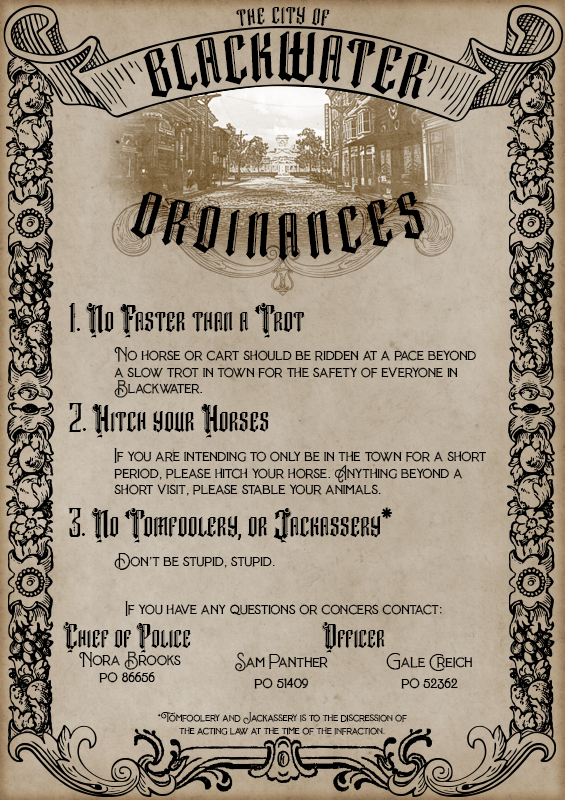 THE CITY OF
BLACKWATER
ORDINANCES
1. No Faster than a Trot
No horse or cart should be ridden at a pace beyond
a slow trot in town for the safety of everyone in
Blackwater.
2. Hitch your Horses
If you are intending to only be in the town for a short
period, please hitch your horse. Anything beyond a
short visit, please stable your animals.
3. No Tomfoolery, or Jackassery*
Don't be stupid, stupid.
If you have any questions or concers contact:
Chief of Police
Nora Brooks
PO 86656
Officer
Sam Panther
PO 51409
Gale Creich
PO 52362
*Tomfoolery and Jackassery is to the discression of
the acting law at the time of the infraction.